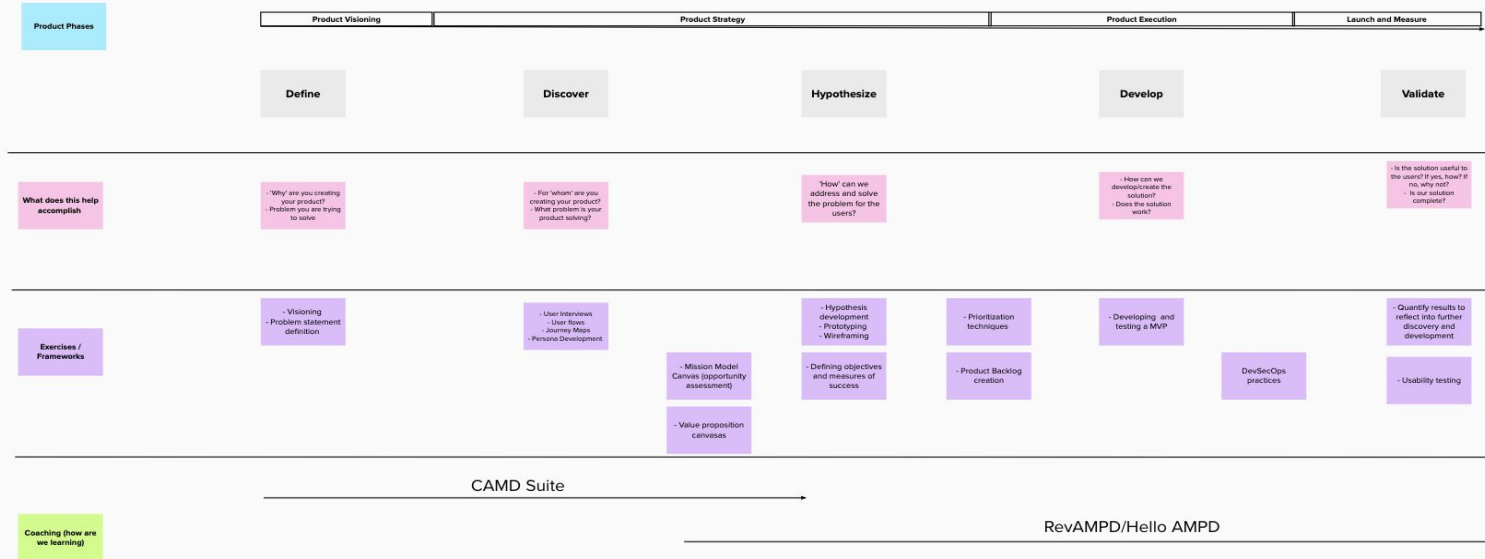 Product Phases
Product Visioning
Product Strategy
Product Execution
Launch and Measure
Define
Discover
Hypothesize
Develop
Validate
What does this help
accomplish
- 'Why' are you creating
your product?
- Problem you are trying
to solve
- For 'whom' are you
creating your product?
- What problem is your
product solving?
'How' can we
address and solve
the problem for the
users?
- How can we
develop/create the
solution?
- Does the solution
work?
- Is the solution useful to
the users? If yes, how? If
no, why not?
- Is our solution
complete?
Exercises /
Frameworks
- Visioning
- Problem statement
definition
- User Interviews
- User flows
- Journey Maps
- Persona Development
- Mission Model
Canvas (opportunity
assessment)
- Value proposition
canvasas
- Hypothesis
development
- Prototyping
- Wireframing
- Defining objectives
and measures of
success
- Prioritization
techniques
- Product Backlog
creation
- Developing and
testing a MVP
DevSecOps
practices
- Quantify results to
reflect into further
discovery and
development
- Usability testing
CAMD Suite
Coaching (how are
we learning)
RevAMPD/Hello AMPD